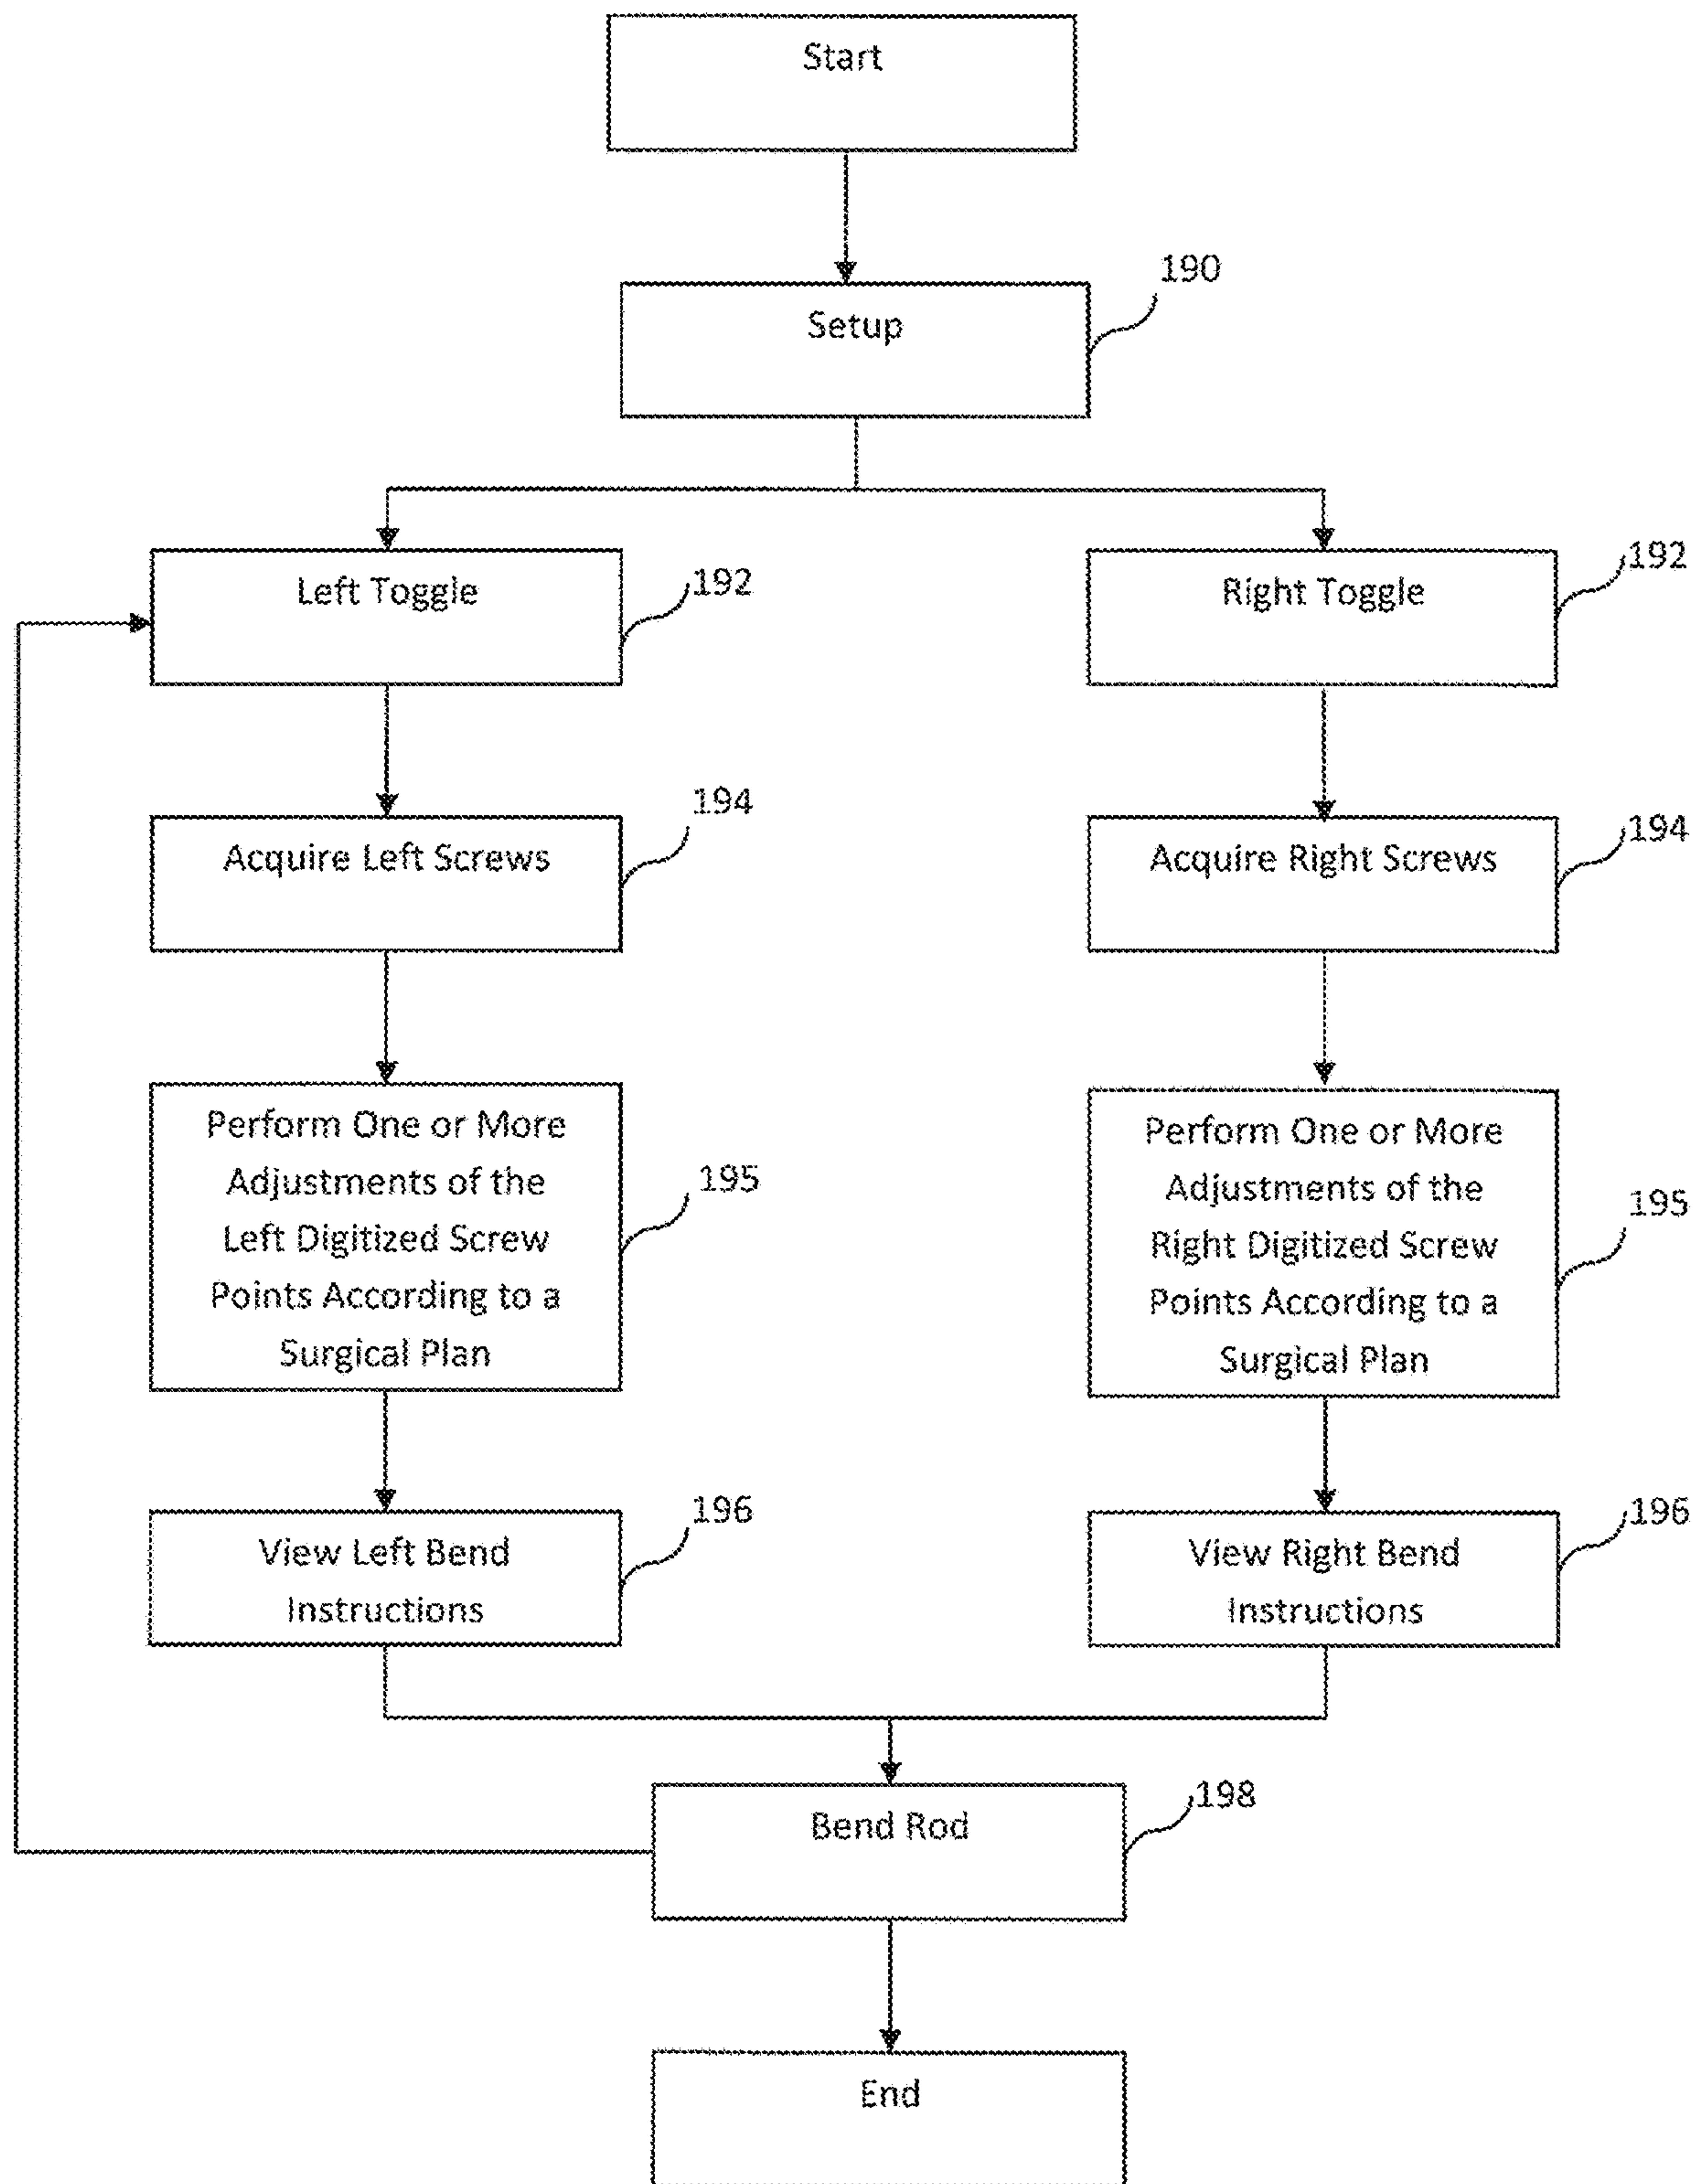 Start
190
Setup
Left Toggle
192
Right Toggle
192
Acquire Left Screws
194
Acquire Right Screws
194
Perform One or More
Adjustments of the
Left Digitized Screw
Points According to a
Surgical Plan
195
Perform One or More
Adjustments of the
Right Digitized Screw
Points According to a
Surgical Plan
195
View Left Bend
Instructions
196
View Right Bend
Instructions
196
Bend Rod
198
End